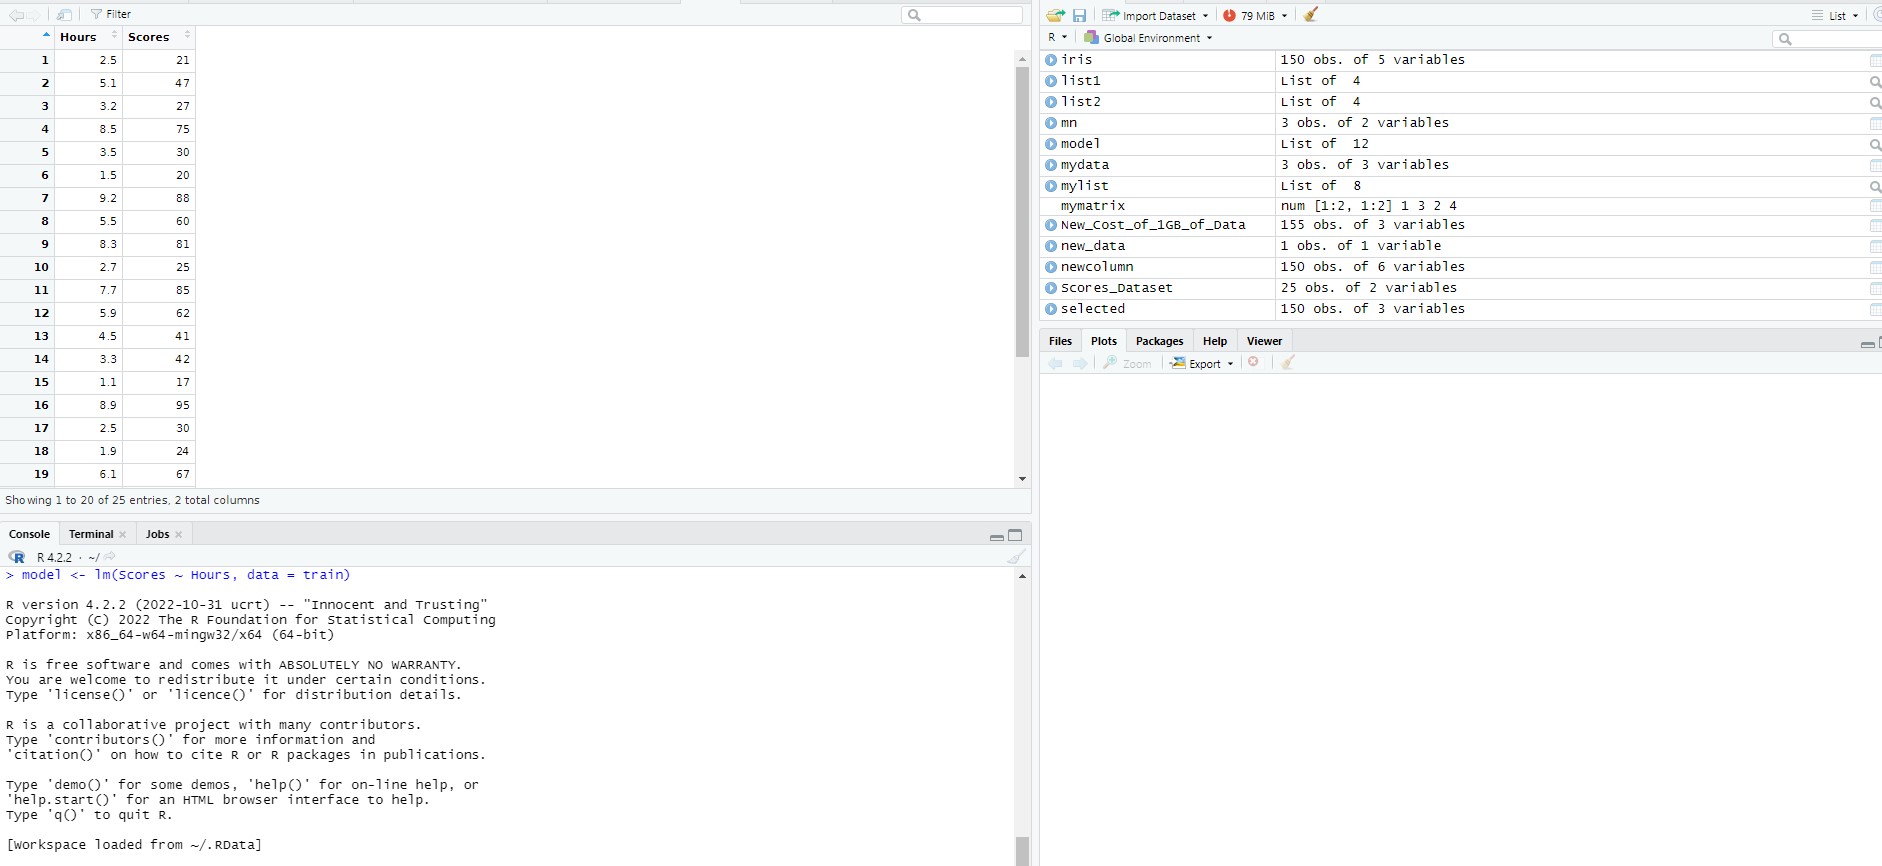 Filter
Hours Scores
1 2.5 21
2 5.1 47
3 3.2 27
4 8.5 75
5 3.5 30
6 1.5 20
7 9.2 88
8 5.5 60
9 8.3 81
10 2.7 25
11 7.7 85
12 5.9 62
13 4.5 41
14 3.3 42
15 1.1 17
16 8.9 95
17 2.5 30
18 1.9 24
19 6.1 67
Showing 1 to 20 of 25 entries, 2 total columns
Console Terminal Jobs
R R 4.2.2 · ~/
> model <- lm(Scores ~ Hours, data = train)
R version 4.2.2 (2022-10-31 ucrt) -- "Innocent and Trusting"
Copyright (C) 2022 The R Foundation for Statistical Computing
Platform: x86_64-w64-mingw32/x64 (64-bit)
R is free software and comes with ABSOLUTELY NO WARRANTY.
You are welcome to redistribute it under certain conditions.
Type 'license()' or 'licence()' for distribution details.
R is a collaborative project with many contributors.
Type 'contributors()' for more information and
'citation()' on how to cite R or R packages in publications.
Type 'demo()' for some demos, 'help()' for on-line help, or
'help.start()' for an HTML browser interface to help.
Type 'q()' to quit R.
[Workspace loaded from ~/.RData]
Import Dataset 79 MiB List
R Global Environment
iris 150 obs. of 5 variables
list1 List of 4
list2 List of 4
mn 3 obs. of 2 variables
model List of 12
mydata 3 obs. of 3 variables
mylist List of 8
mymatrix num [1:2, 1:2] 1 3 2 4
New_Cost_of_1GB_of_Data 155 obs. of 3 variables
new_data 1 obs. of 1 variable
newcolumn 150 obs. of 6 variables
Scores_Dataset 25 obs. of 2 variables
selected 150 obs. of 3 variables
Files Plots Packages Help Viewer
Zoom Export